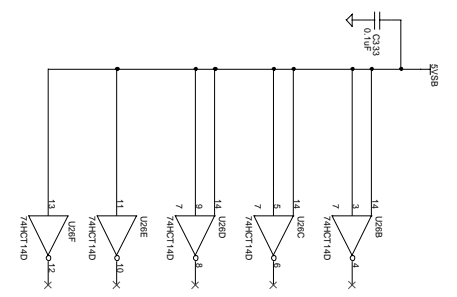 C333
0.1uF
5VSB
13
U26F
74HCT14D
12
11
7
U26E
74HCT14D
10
14
9
7
U26D
74HCT14D
8
14
5
7
U26C
74HCT14D
6
14
3
7
U26B
74HCT14D
4